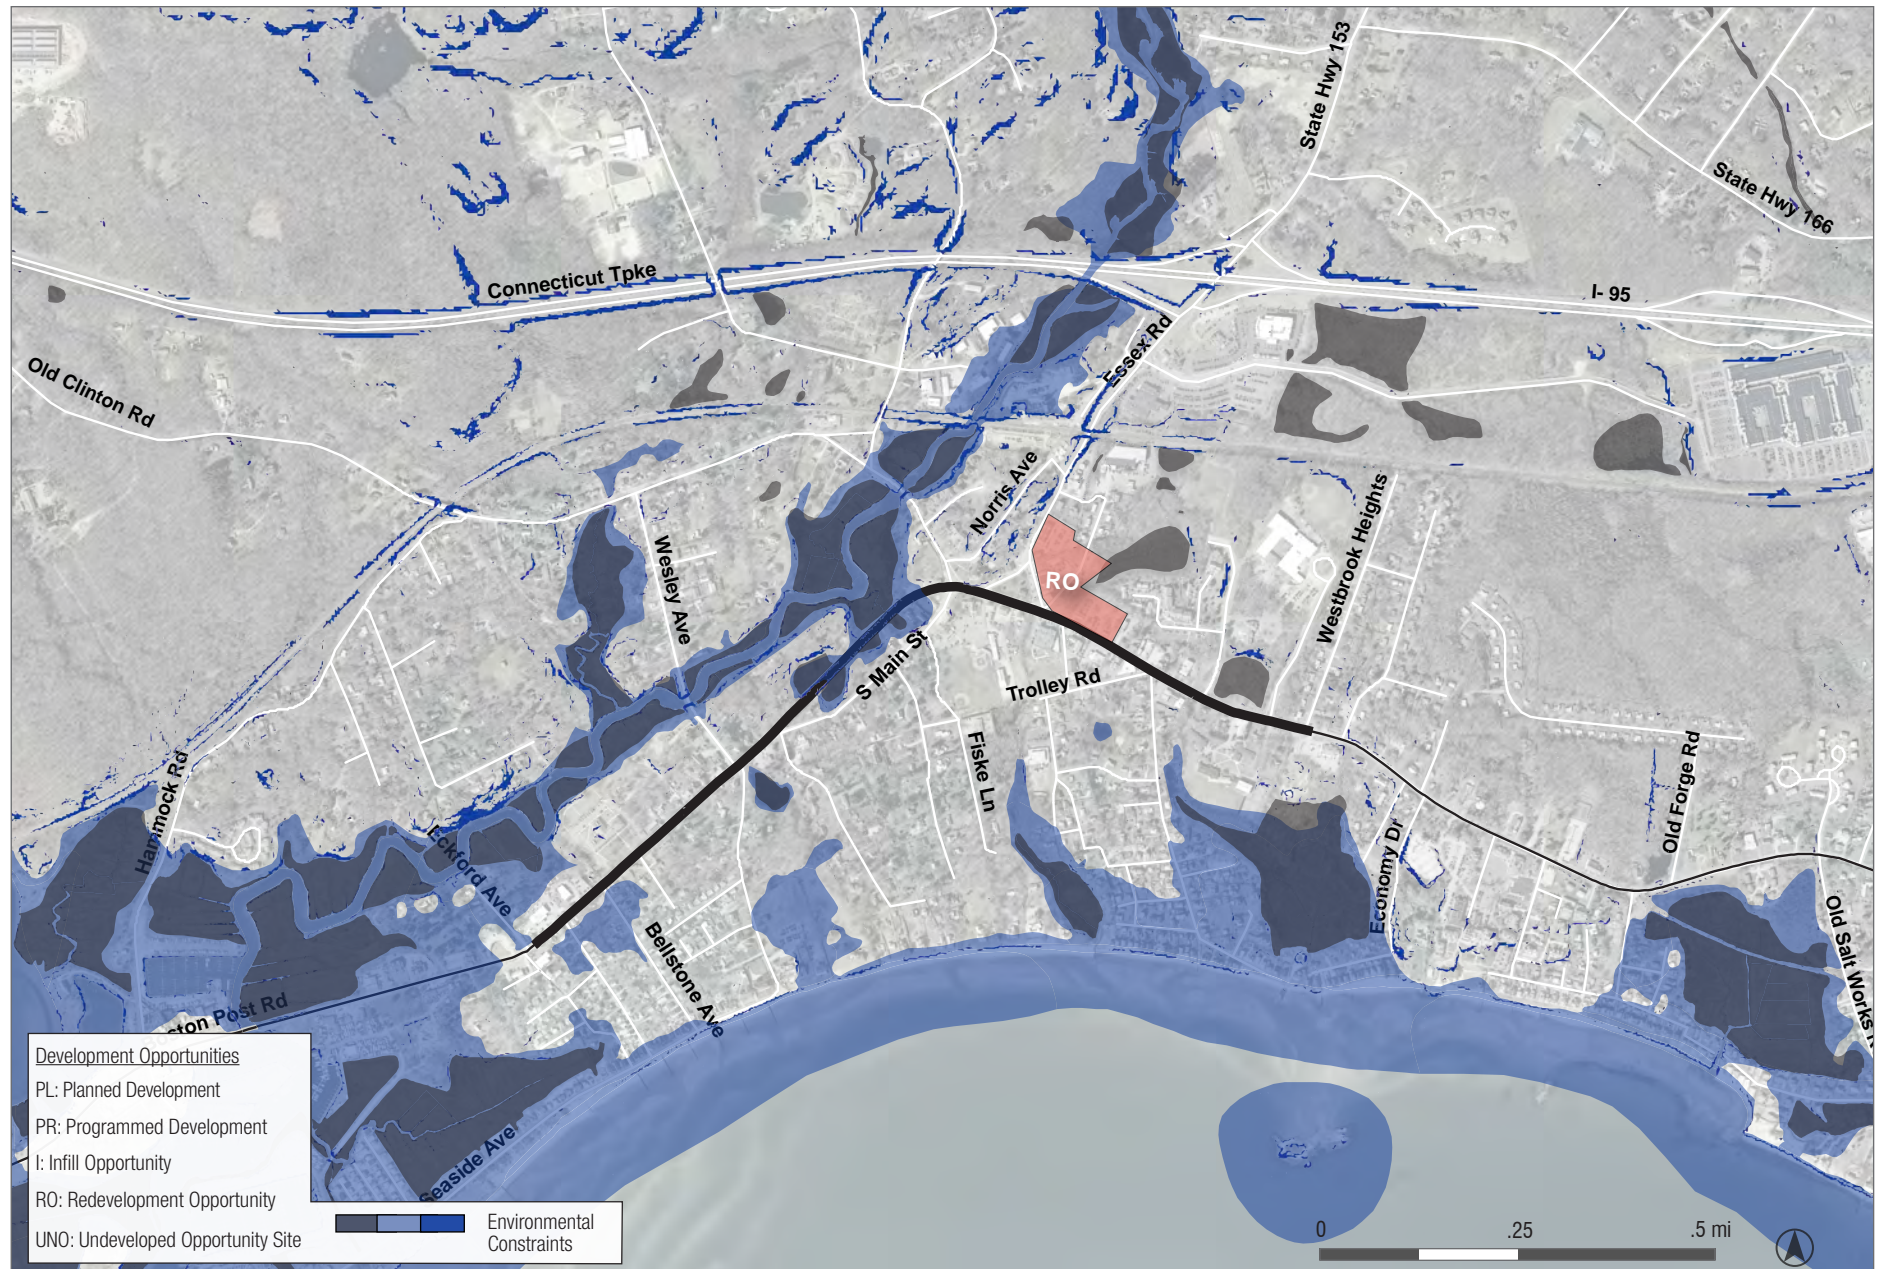 State Hwy 153
State Hwy 166
Connecticut Tpke
I- 95
Essex Rd
Old Clinton Rd
Norris Ave
Westbrook Heights
Wesley Ave
RO
S Main St
Trolley Rd
Fiske Ln
Hammock Rd
Old Forge Rd
Eckford Ave
Economy Dr
Bellstone Ave
Old Salt Works
Boston Post Rd
Seaside Ave
Development Opportunities
PL: Planned Development
PR: Programmed Development
I: Infill Opportunity
RO: Redevelopment Opportunity
UNO: Undeveloped Opportunity Site
Environmental
Constraints
0 .25 .5 mi